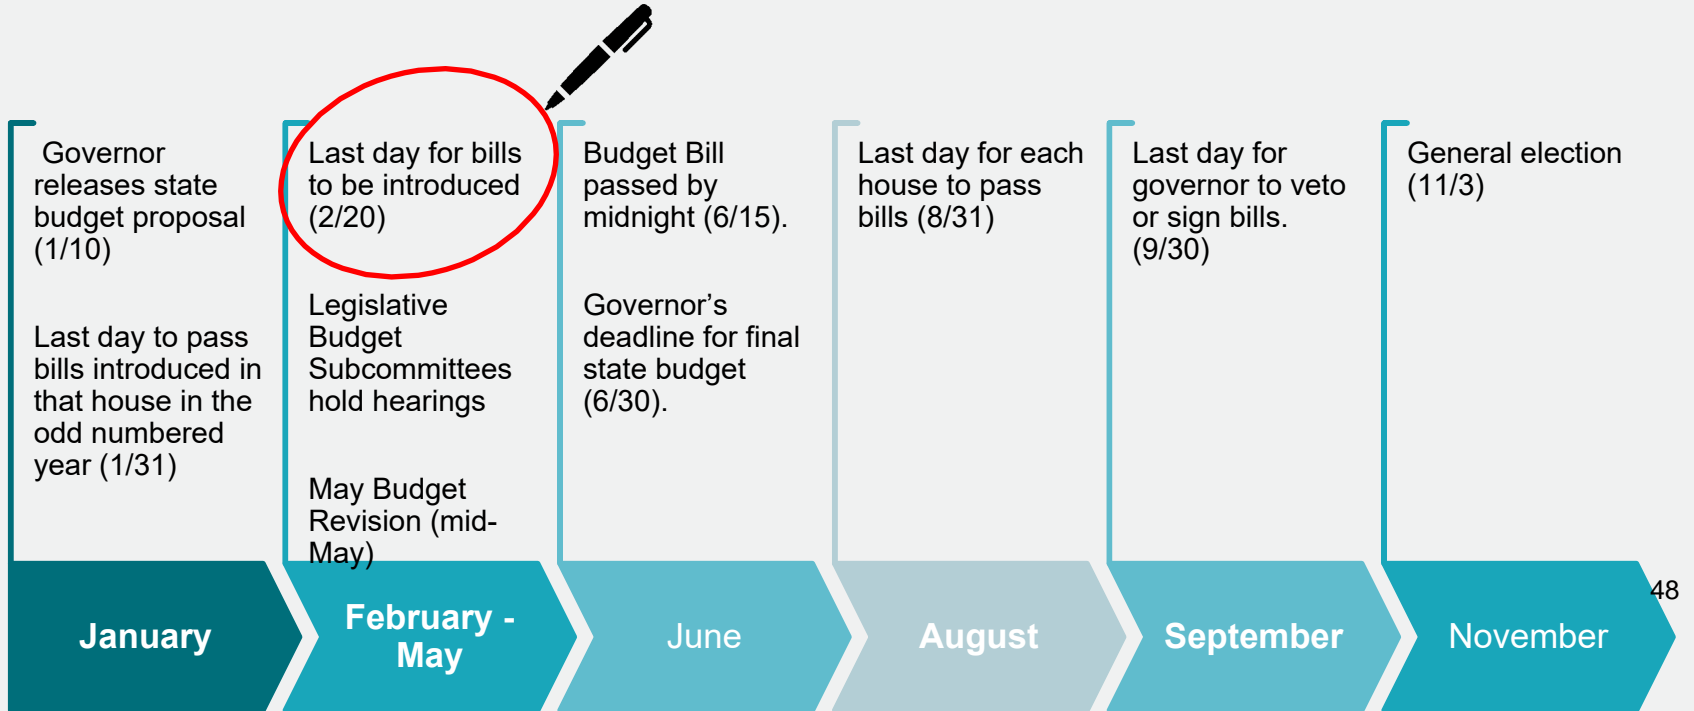 Governor
releases state
budget proposal
(1/10)
Last day to pass
bills introduced in
that house in the
odd numbered
year (1/31)
Last day for bills
to be introduced
(2/20)
Legislative
Budget
Subcommittees
hold hearings
May Budget
Revision (mid-
May)
Budget Bill
passed by
midnight (6/15).
Governor’s
deadline for final
state budget
(6/30).
Last day for each
house to pass
bills (8/31)
Last day for
governor to veto
or sign bills.
(9/30)
General election
(11/3)
January
February -
May
June
August
September
November
48